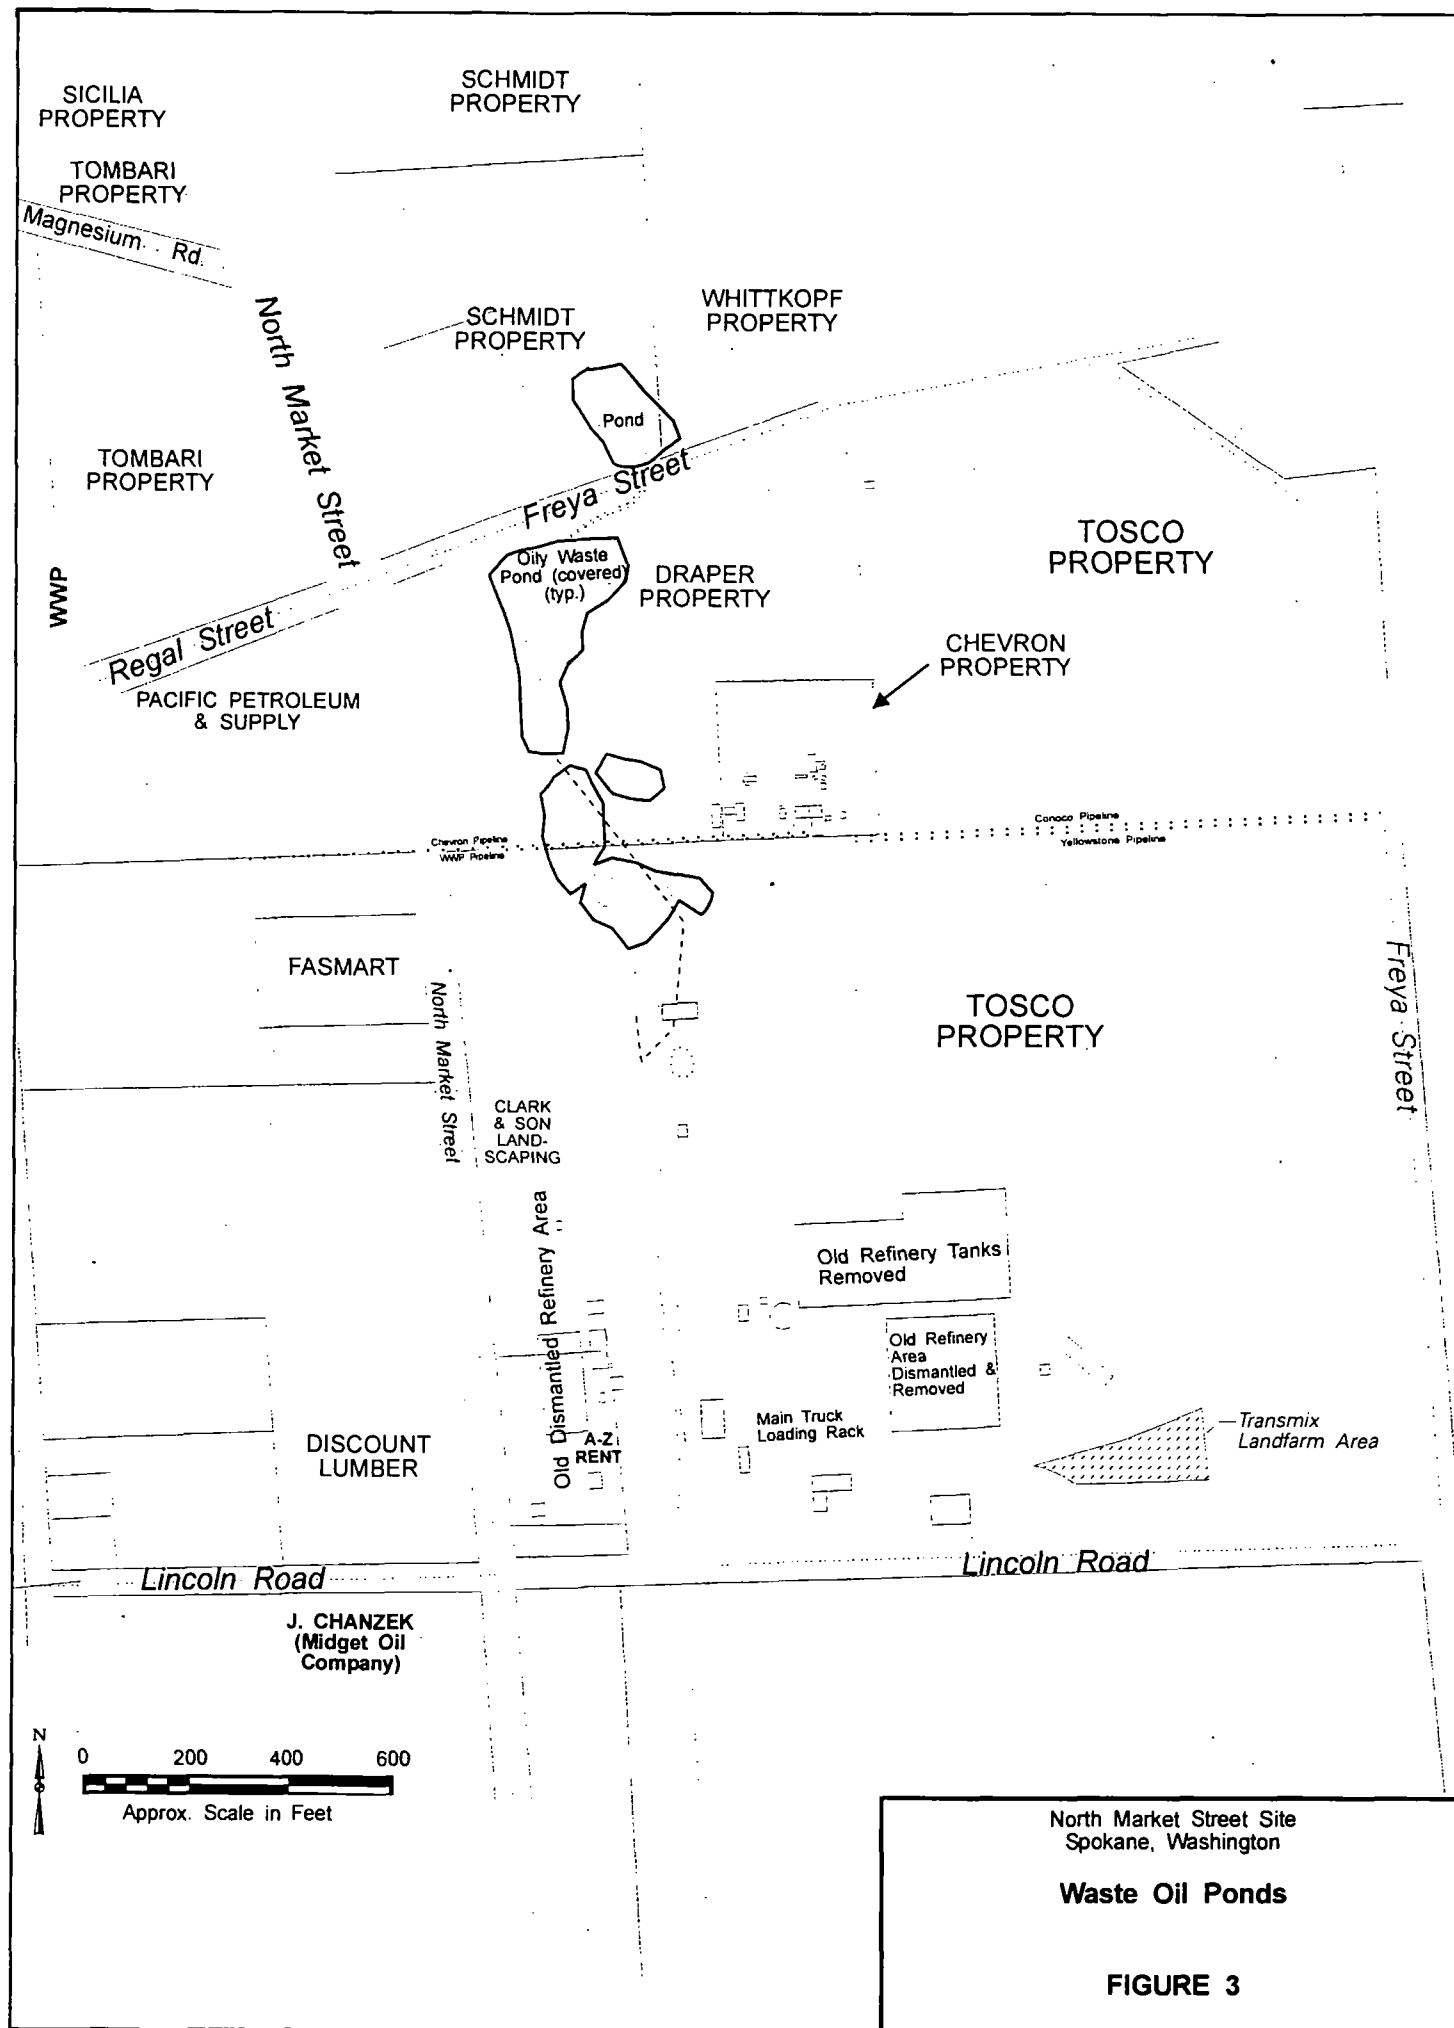 SICILIA
PROPERTY
SCHMIDT
PROPERTY
TOMBARI
PROPERTY
Magnesium Rd.
North Market Street
SCHMIDT
PROPERTY
WHITTKOPF
PROPERTY
Pond
TOMBARI
PROPERTY
Freya Street
TOSCO
PROPERTY
Oily Waste
Pond (covered)
(typ.)
DRAPER
PROPERTY
WWP
Regal Street
CHEVRON
PROPERTY
PACIFIC PETROLEUM
& SUPPLY
Chevron Pipeline
WWP Pipeline
Conoco Pipeline
Yellowstone Pipeline
FASMART
North Market Street
TOSCO
PROPERTY
Freya Street
CLARK
& SON
LAND-
SCAPING
Old Dismantled Refinery Area
Old Refinery Tanks
Removed
Old Refinery
Area
Dismantled &
Removed
Main Truck
Loading Rack
Transmix
Landfarm Area
DISCOUNT
LUMBER
A-Z
RENT
Lincoln Road
Lincoln Road
J. CHANZEK
(Midget Oil
Company)
N
0 200 400 600
Approx. Scale in Feet
North Market Street Site
Spokane, Washington
Waste Oil Ponds
FIGURE 3